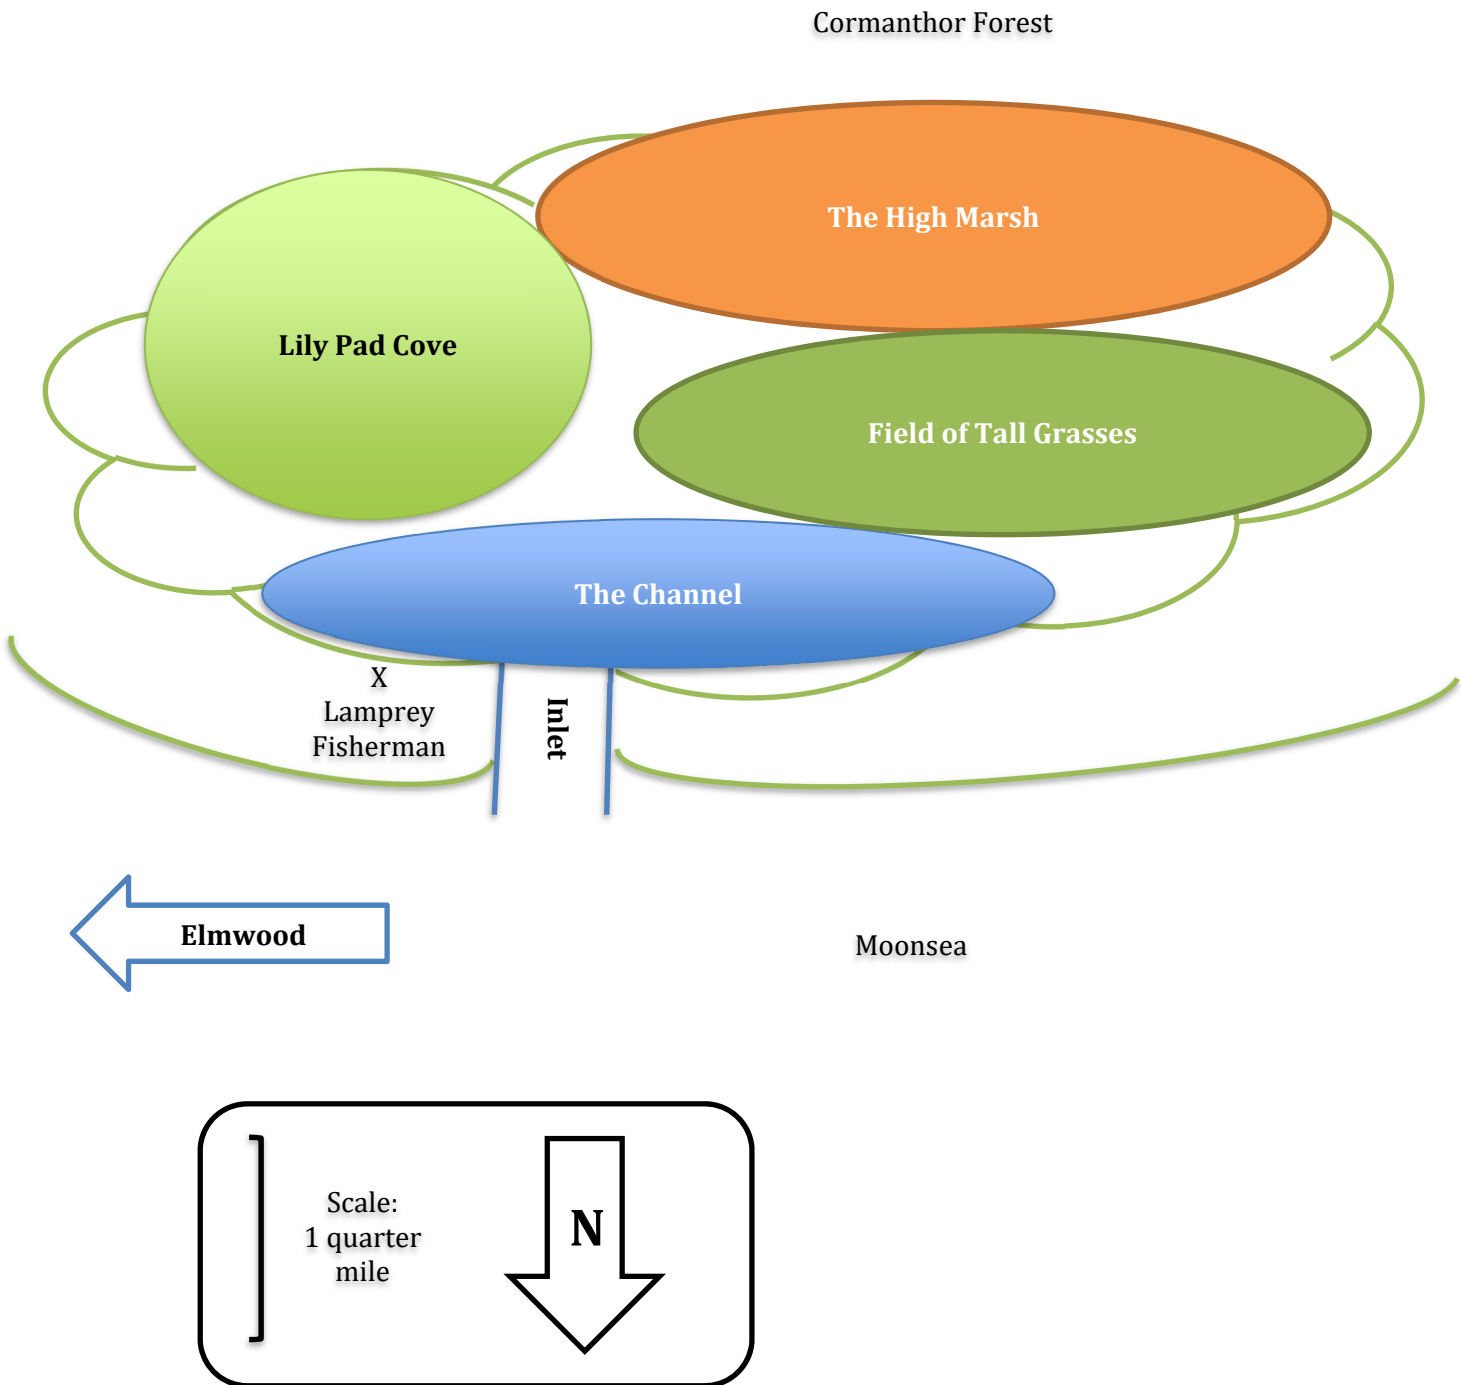 Cormanthor Forest
The High Marsh
Lily Pad Cove
Field of Tall Grasses
The Channel
X
Lamprey
Fisherman
Inlet
Elmwood
Moonsea
Scale:
1 quarter
mile
N